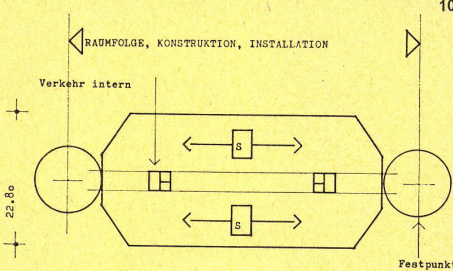 10
RAUMFOLGE, KONSTRUKTION, INSTALLATION
Verkehr intern
S
22.80
S
Festpunkt